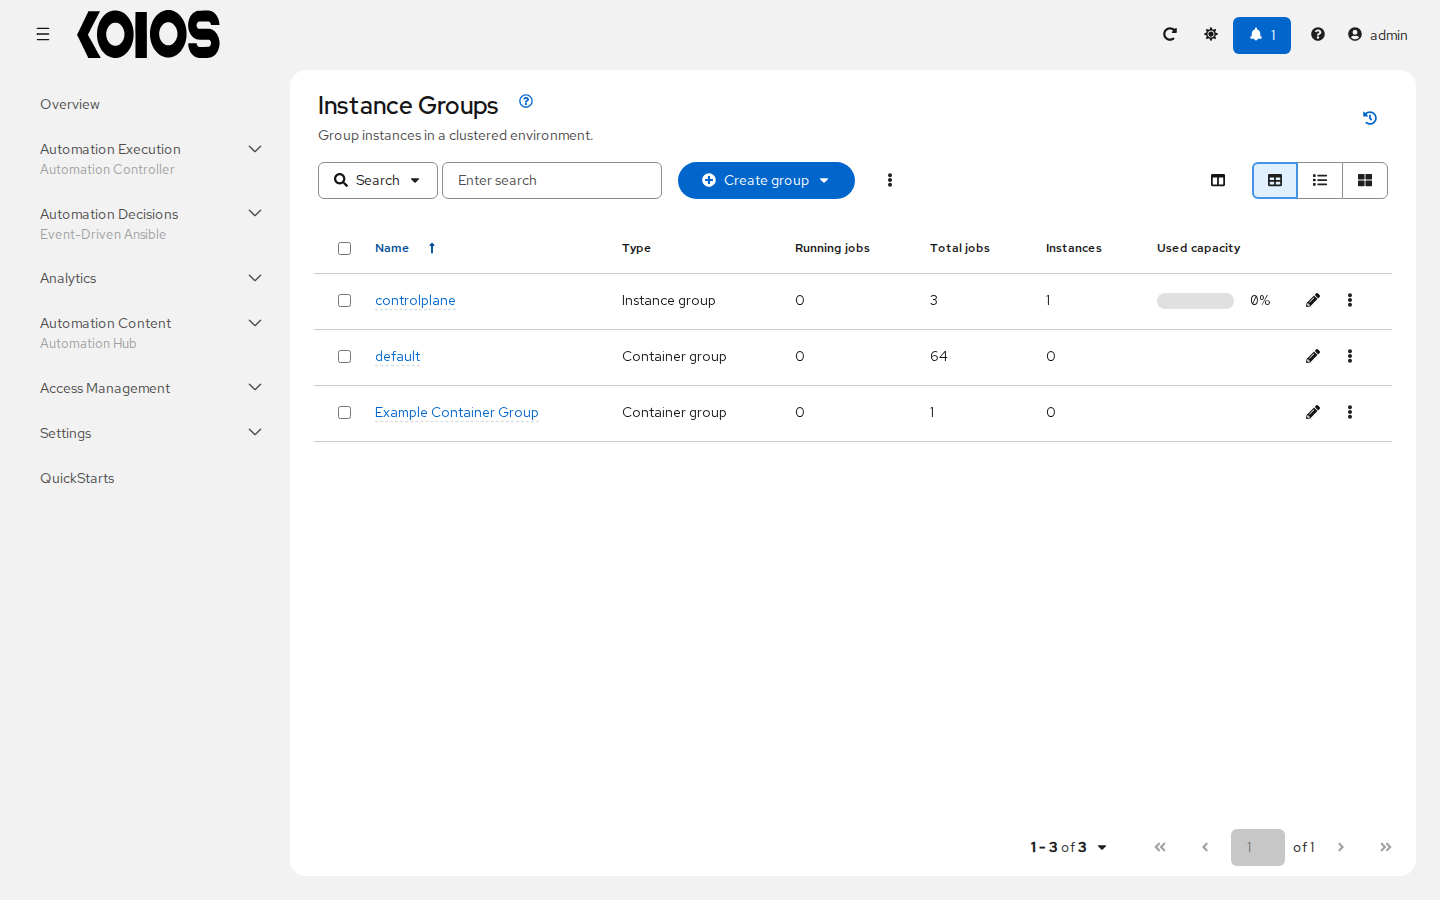 KOIOS
1
admin
Overview
Automation Execution
Automation Controller
Automation Decisions
Event-Driven Ansible
Analytics
Automation Content
Automation Hub
Access Management
Settings
QuickStarts
Instance Groups
Group instances in a clustered environment.
Search
Enter search
Create group
Name Type Running jobs Total jobs Instances Used capacity
controlplane Instance group 0 3 1 0%
default Container group 0 64 0
Example Container Group Container group 0 1 0
1 - 3 of 3
1 of 1